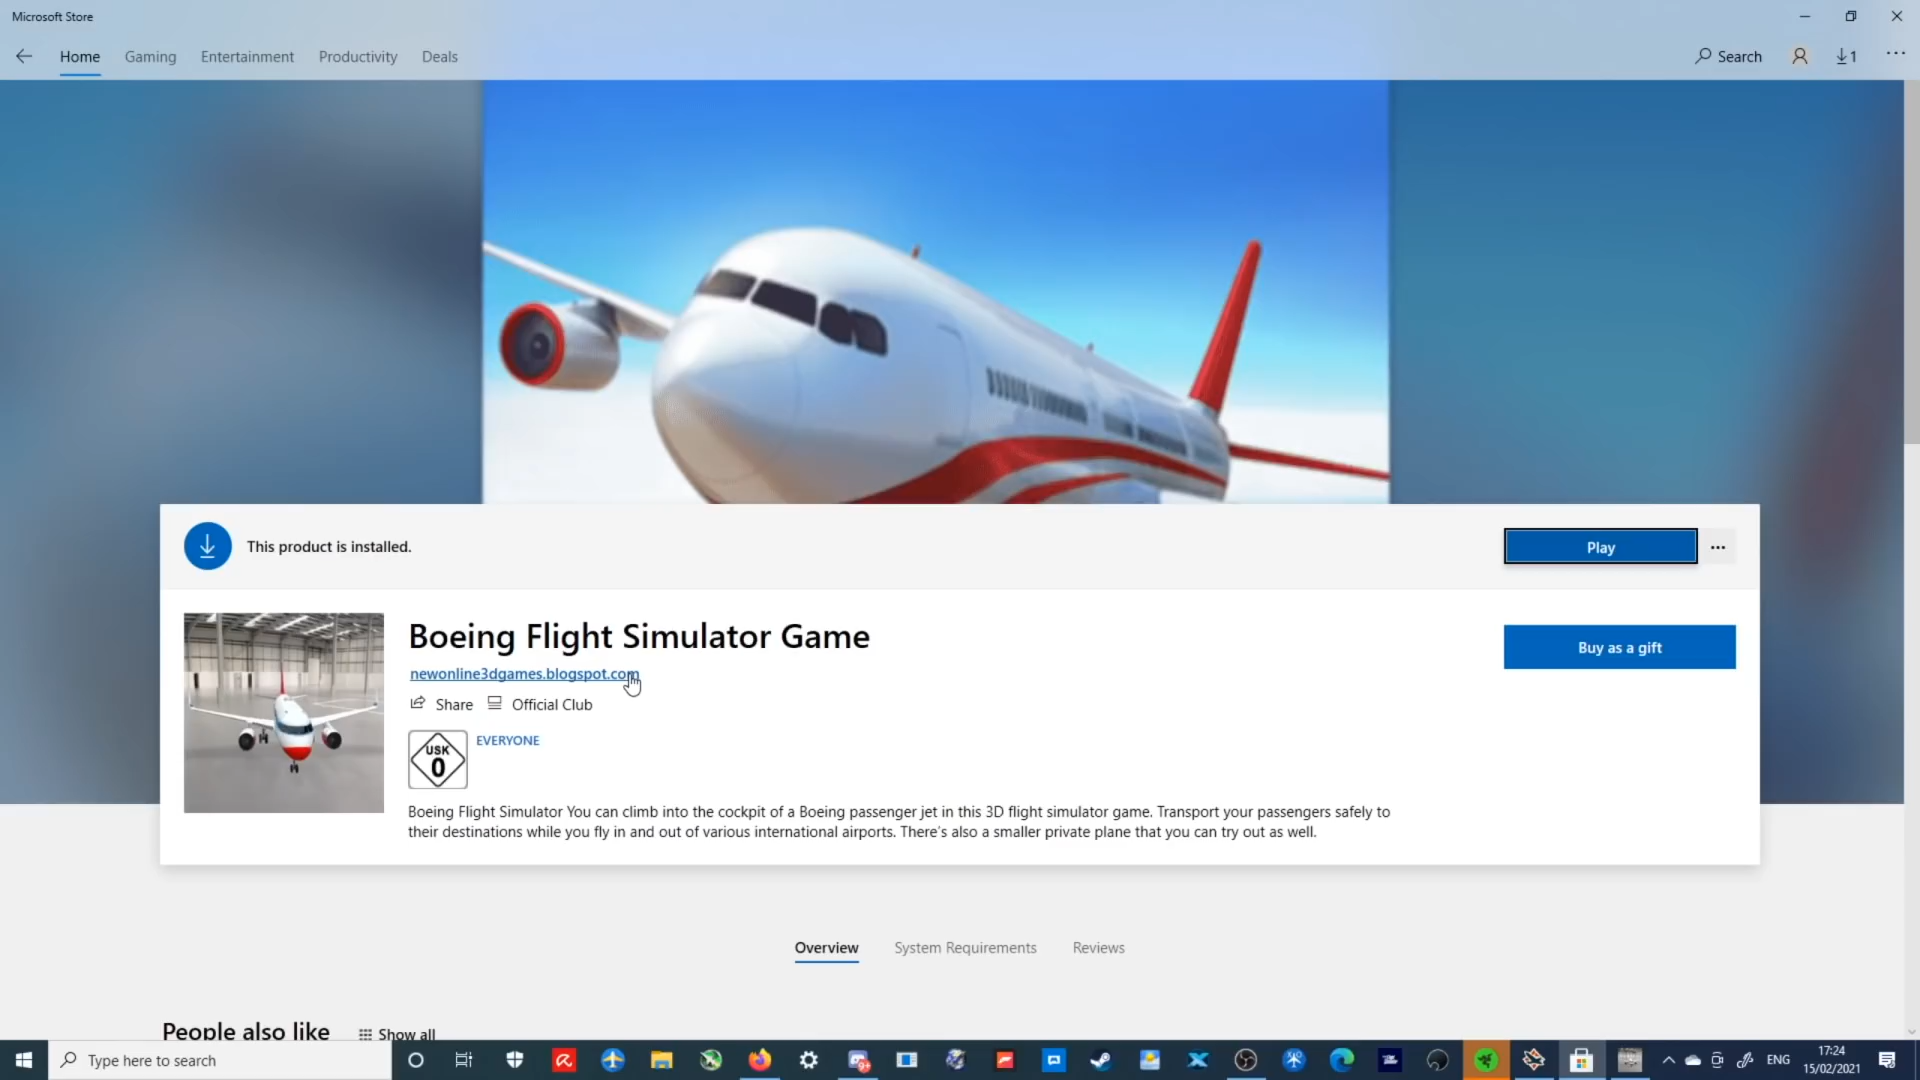 Microsoft Store
Home Gaming Entertainment Productivity Deals
Search
1
This product is installed.
Play
Boeing Flight Simulator Game
newonline3dgames.blogspot.com
Buy as a gift
Share Official Club
USK
0
EVERYONE
Boeing Flight Simulator You can climb into the cockpit of a Boeing passenger jet in this 3D flight simulator game. Transport your passengers safely to
their destinations while you fly in and out of various international airports. There's also a smaller private plane that you can try out as well.
Overview System Requirements Reviews
People also like Show all
Type here to search
9+
ENG
17:24
15/02/2021